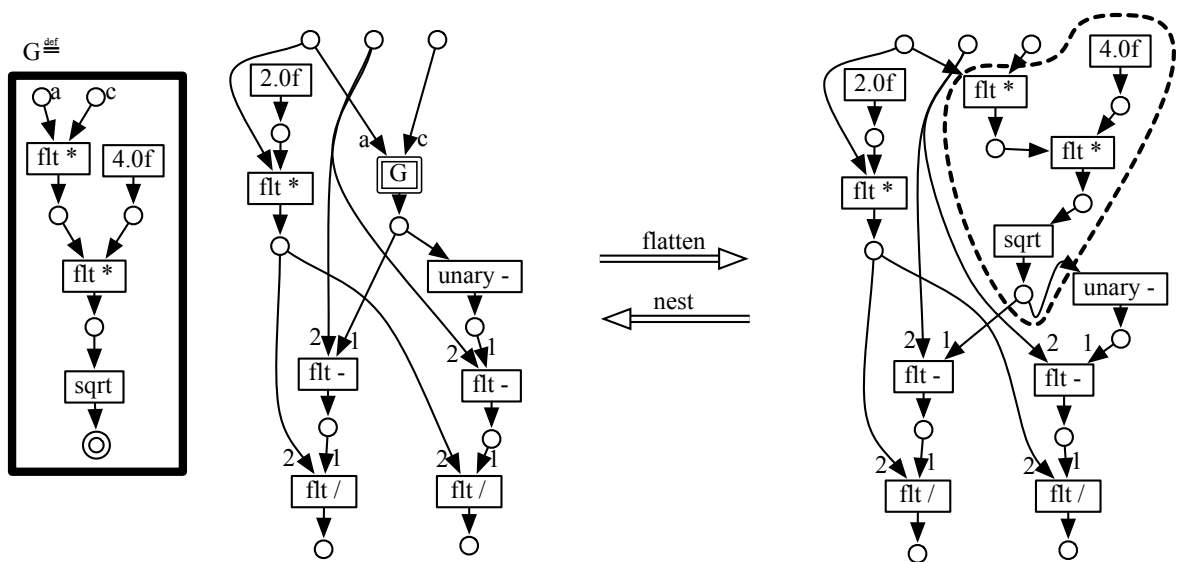 G def=
a
c
flt *
4.0f
flt *
sqrt
2.0f
a
c
flt *
G
unary -
2
1
flt -
2
1
flt -
2
1
flt /
2
1
flt /
flatten
nest
4.0f
2.0f
flt *
flt *
flt *
sqrt
unary -
2
1
flt -
2
1
flt -
2
1
flt /
2
1
flt /